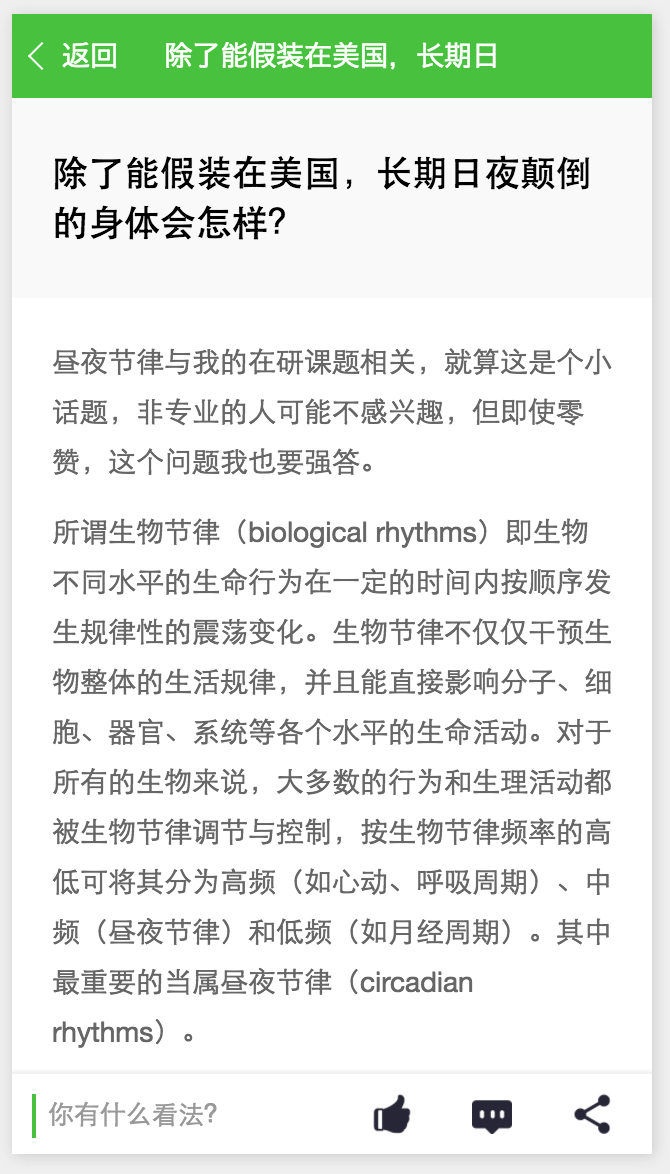 返回 除了能假装在美国，长期日
除了能假装在美国，长期日夜颠倒
的身体会怎样？
昼夜节律与我的在研课题相关，就算这是个小
话题，非专业的人可能不感兴趣，但即使零
赞，这个问题我也要强答。
所谓生物节律（biological rhythms）即生物
不同水平的生命行为在一定的时间内按顺序发
生规律性的震荡变化。生物节律不仅仅干预生
物整体的生活规律，并且能直接影响分子、细
胞、器官、系统等各个水平的生命活动。对于
所有的生物来说，大多数的行为和生理活动都
被生物节律调节与控制，按生物节律频率的高
低可将其分为高频（如心动、呼吸周期）、中
频（昼夜节律）和低频（如月经周期）。其中
最重要的当属昼夜节律（circadian
rhythms）。
你有什么看法?